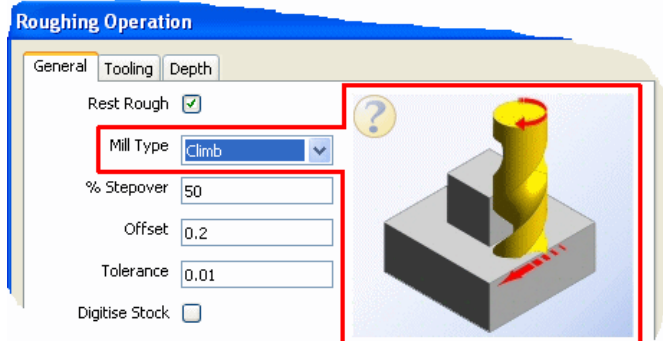 Roughing Operation
General Tooling Depth
Rest Rough
?
Mill Type Climb
% Stepover 50
Offset 0.2
Tolerance 0.01
Digitise Stock